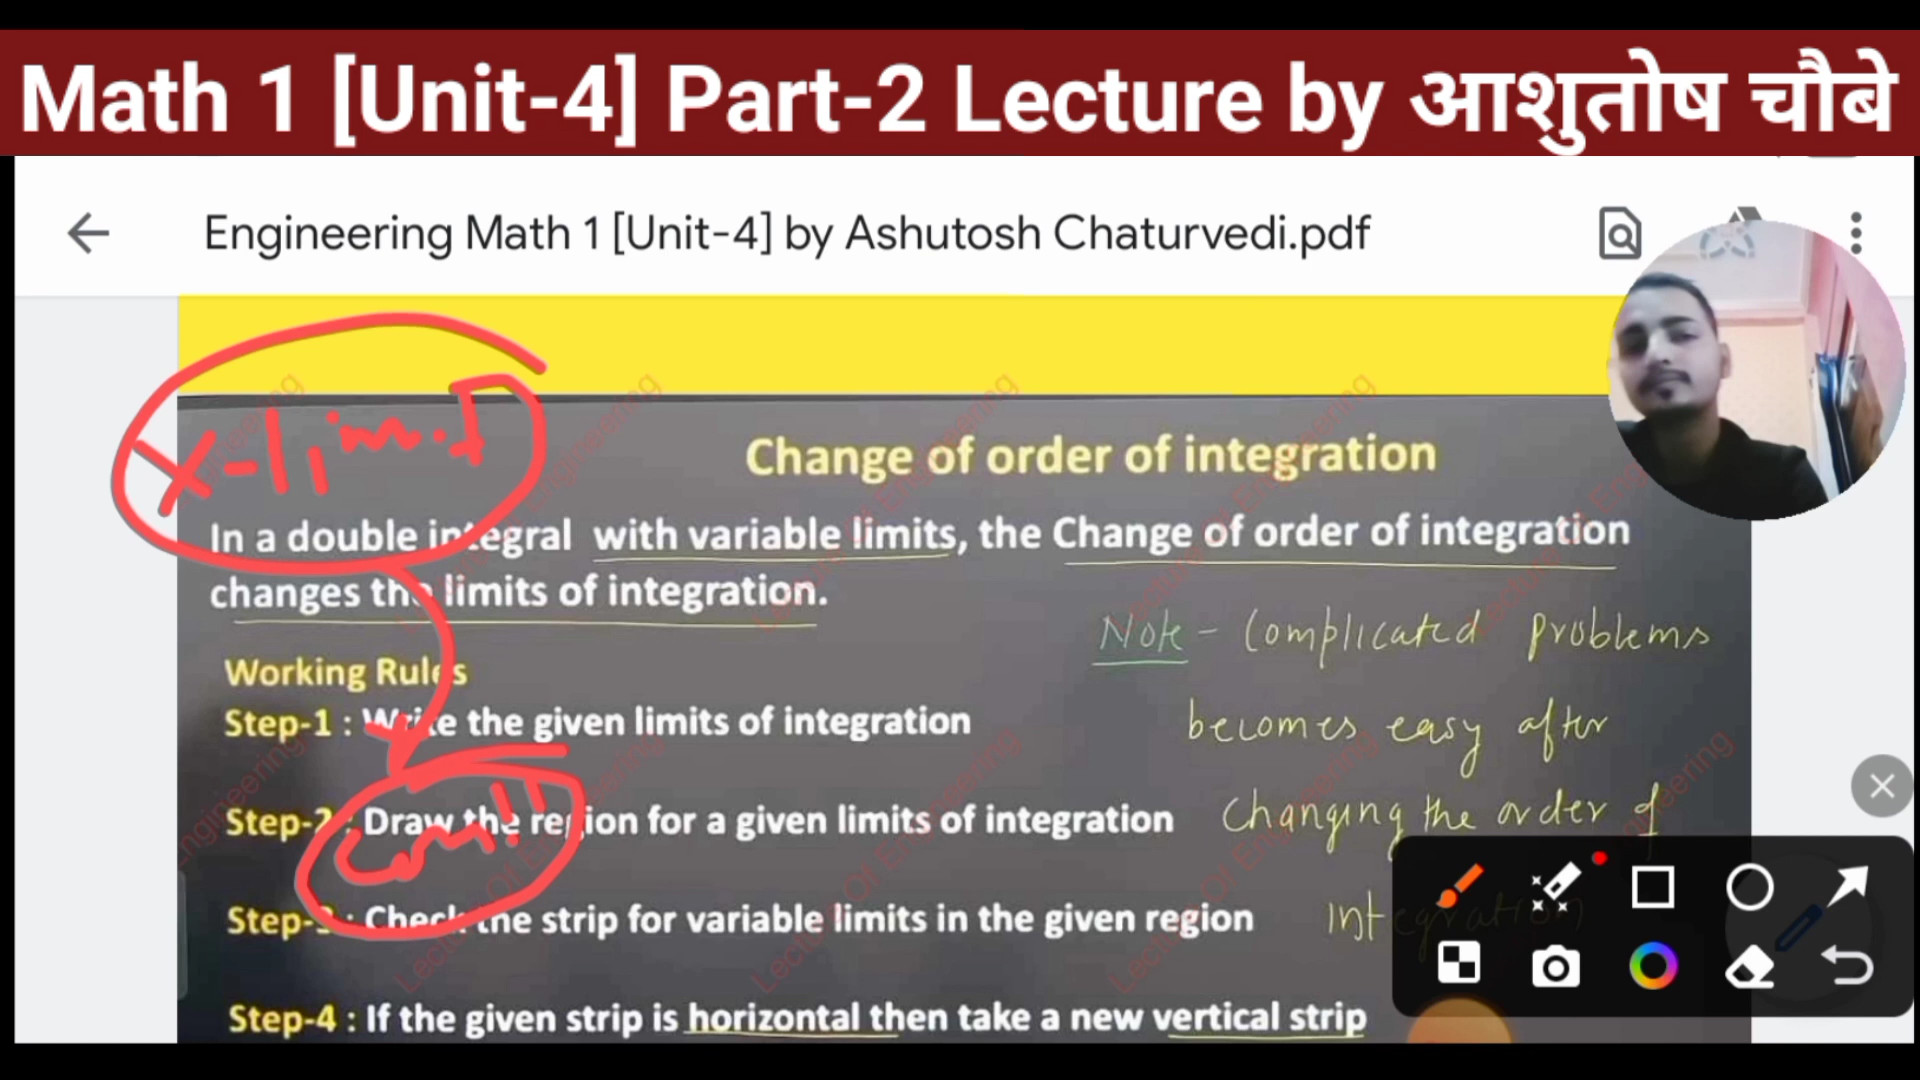 Math 1 [Unit-4] Part-2 Lecture by आशुतोष चौबे
Engineering Math 1 [Unit-4] by Ashutosh Chaturvedi.pdf
x-limit
Change of order of integration
In a double integral with variable limits, the Change of order of integration
changes the limits of integration.
Note - Complicated Problems
becomes easy after
changing the order of
integration
Working Rules
Step-1 : Write the given limits of integration
Step-2 : Draw the region for a given limits of integration
Step-3 : Check the strip for variable limits in the given region
Step-4 : If the given strip is horizontal then take a new vertical strip
Lecture Of Engineering